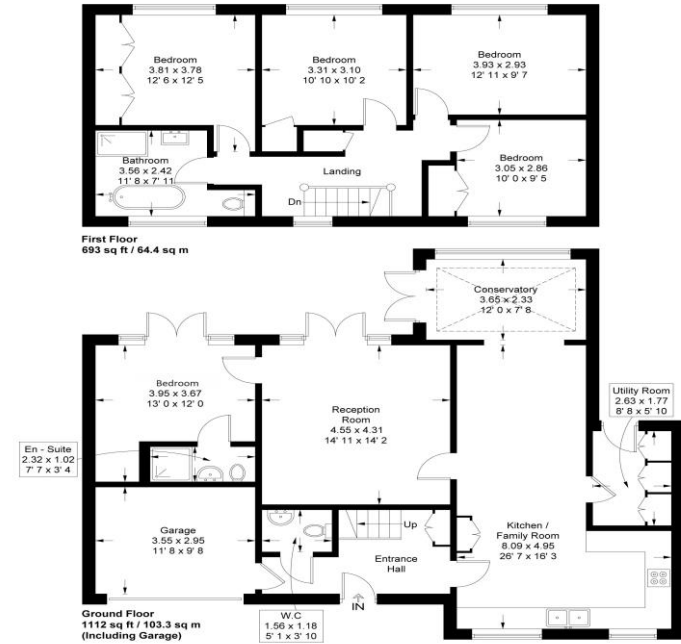 Bedroom
3.81 x 3.78
12' 6 x 12' 5
Bedroom
3.31 x 3.10
10' 10 x 10' 2
Bedroom
3.93 x 2.93
12' 11 x 9' 7
Bathroom
3.56 x 2.42
11' 8 x 7' 11
Landing
Dn
Bedroom
3.05 x 2.86
10' 0 x 9' 5
First Floor
693 sq ft / 64.4 sq m
Conservatory
3.65 x 2.33
12' 0 x 7' 8
Bedroom
3.95 x 3.67
13' 0 x 12' 0
Reception
Room
4.55 x 4.31
14' 11 x 14' 2
Utility Room
2.63 x 1.77
8' 8 x 5' 10
En - Suite
2.32 x 1.02
7' 7 x 3' 4
Garage
3.55 x 2.95
11' 8 x 9' 8
Up
Entrance
Hall
Kitchen /
Family Room
8.09 x 4.95
26' 7 x 16' 3
IN
W.C
1.56 x 1.18
5' 1 x 3' 10
Ground Floor
1112 sq ft / 103.3 sq m
(Including Garage)